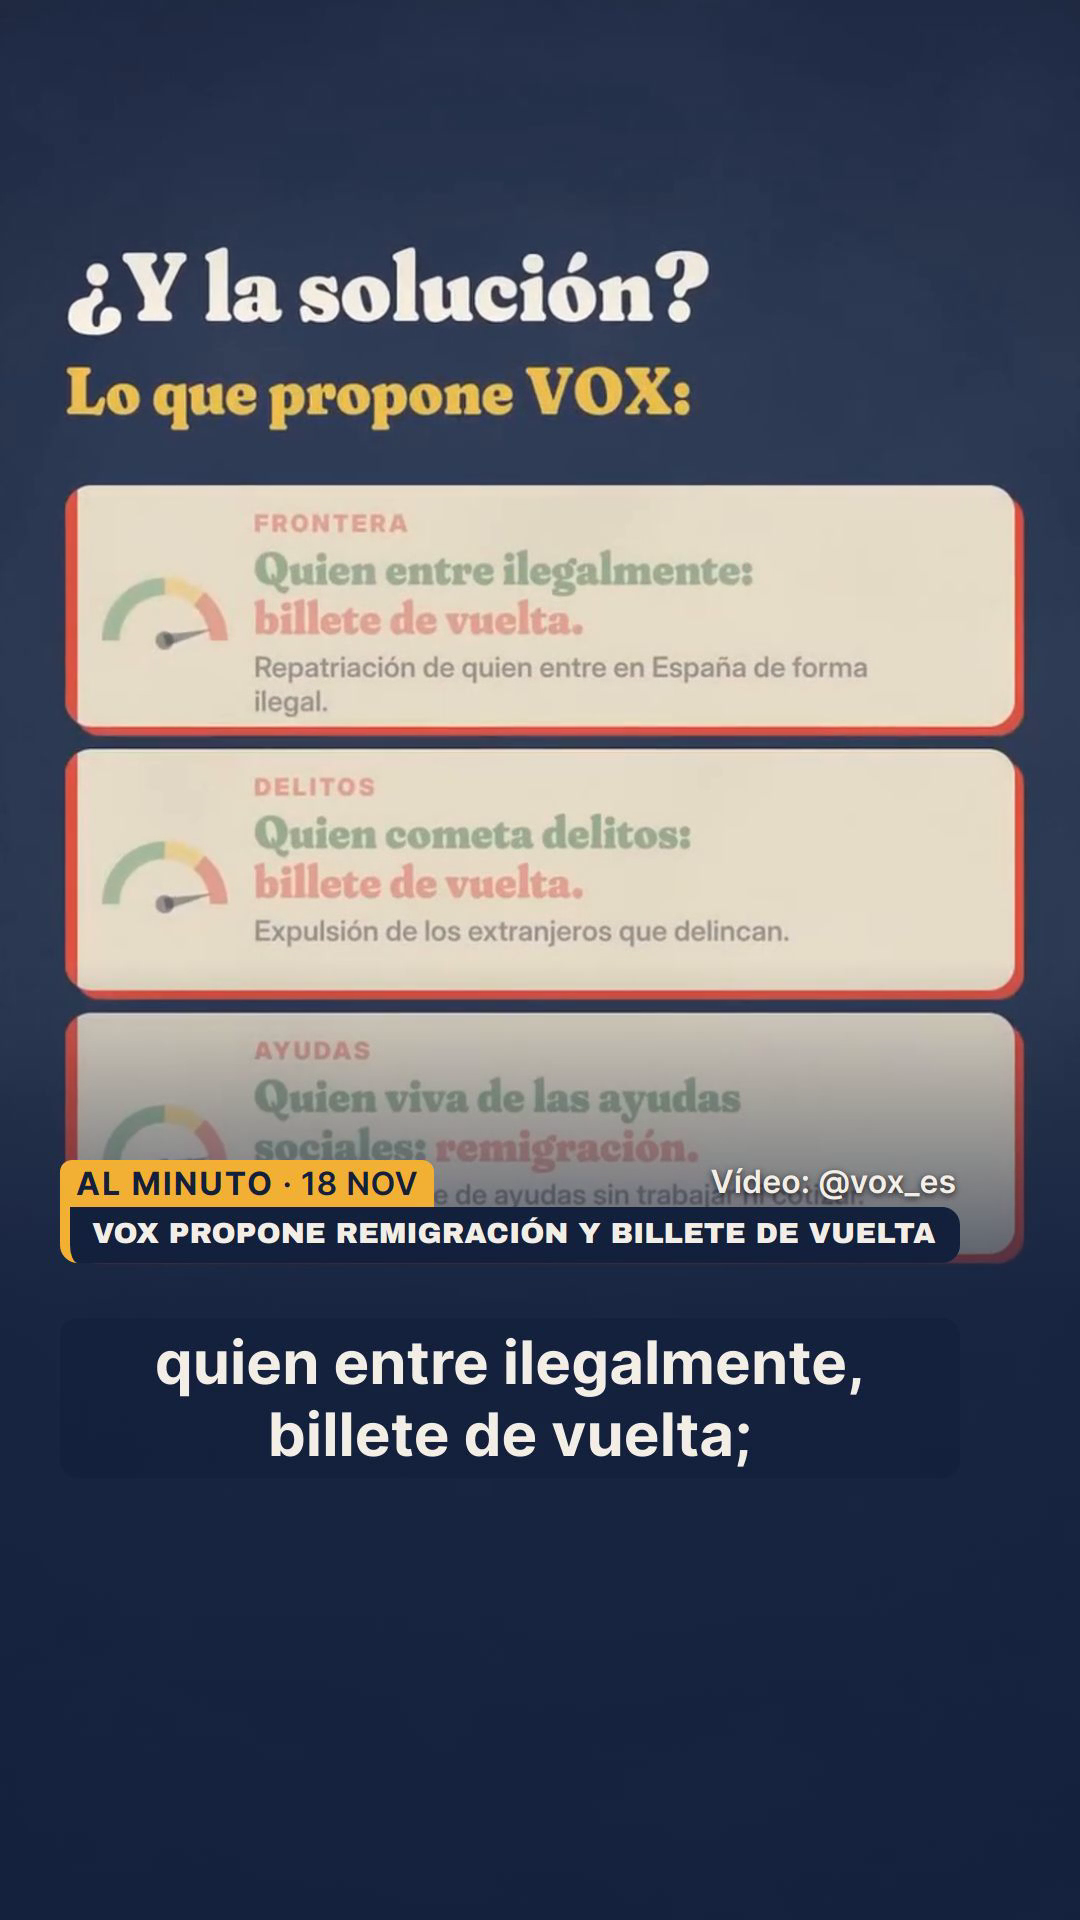 ¿Y la solución?
Lo que propone VOX:
FRONTERA
Quien entre ilegalmente:
billete de vuelta.
Repatriación de quien entre en España de forma
ilegal.
DELITOS
Quien cometa delitos:
billete de vuelta.
Expulsión de los extranjeros que delincan.
AYUDAS
Quien viva de las ayudas
sociales: remigración.
de ayudas sin trabajar ni cotizar.
AL MINUTO · 18 NOV
Vídeo: @vox_es
VOX PROPONE REMIGRACIÓN Y BILLETE DE VUELTA
quien entre ilegalmente,
billete de vuelta;